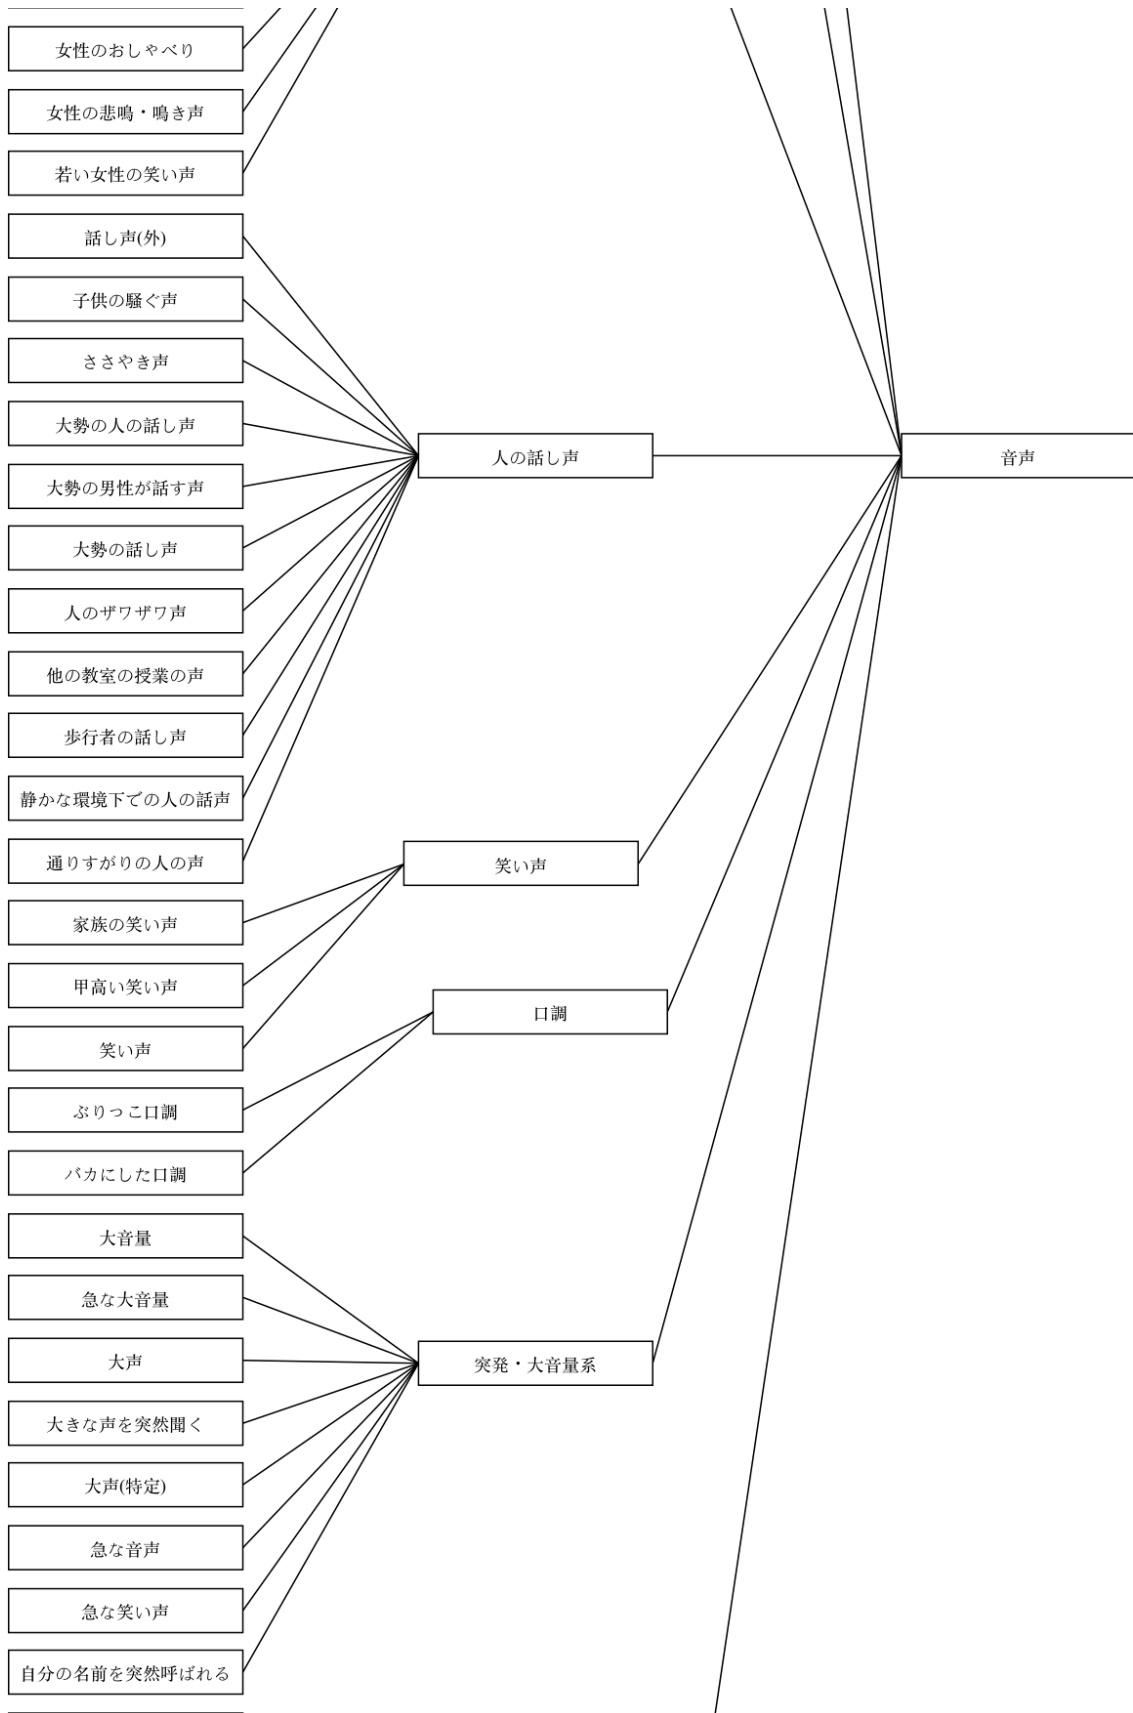 女性のおしゃべり
女性の悲鳴・鳴き声
若い女性の笑い声
話し声(外)
子供の騒ぐ声
ささやき声
大勢の人の話し声
大勢の男性が話す声
大勢の話し声
人のザワザワ声
他の教室の授業の声
歩行者の話し声
静かな環境下での人の話声
通りすがりの人の声
家族の笑い声
甲高い笑い声
笑い声
ぶりっこ口調
バカにした口調
大音量
急な大音量
大声
大きな声を突然聞く
大声(特定)
急な音声
急な笑い声
自分の名前を突然呼ばれる
人の話し声
笑い声
口調
突発・大音量系
音声